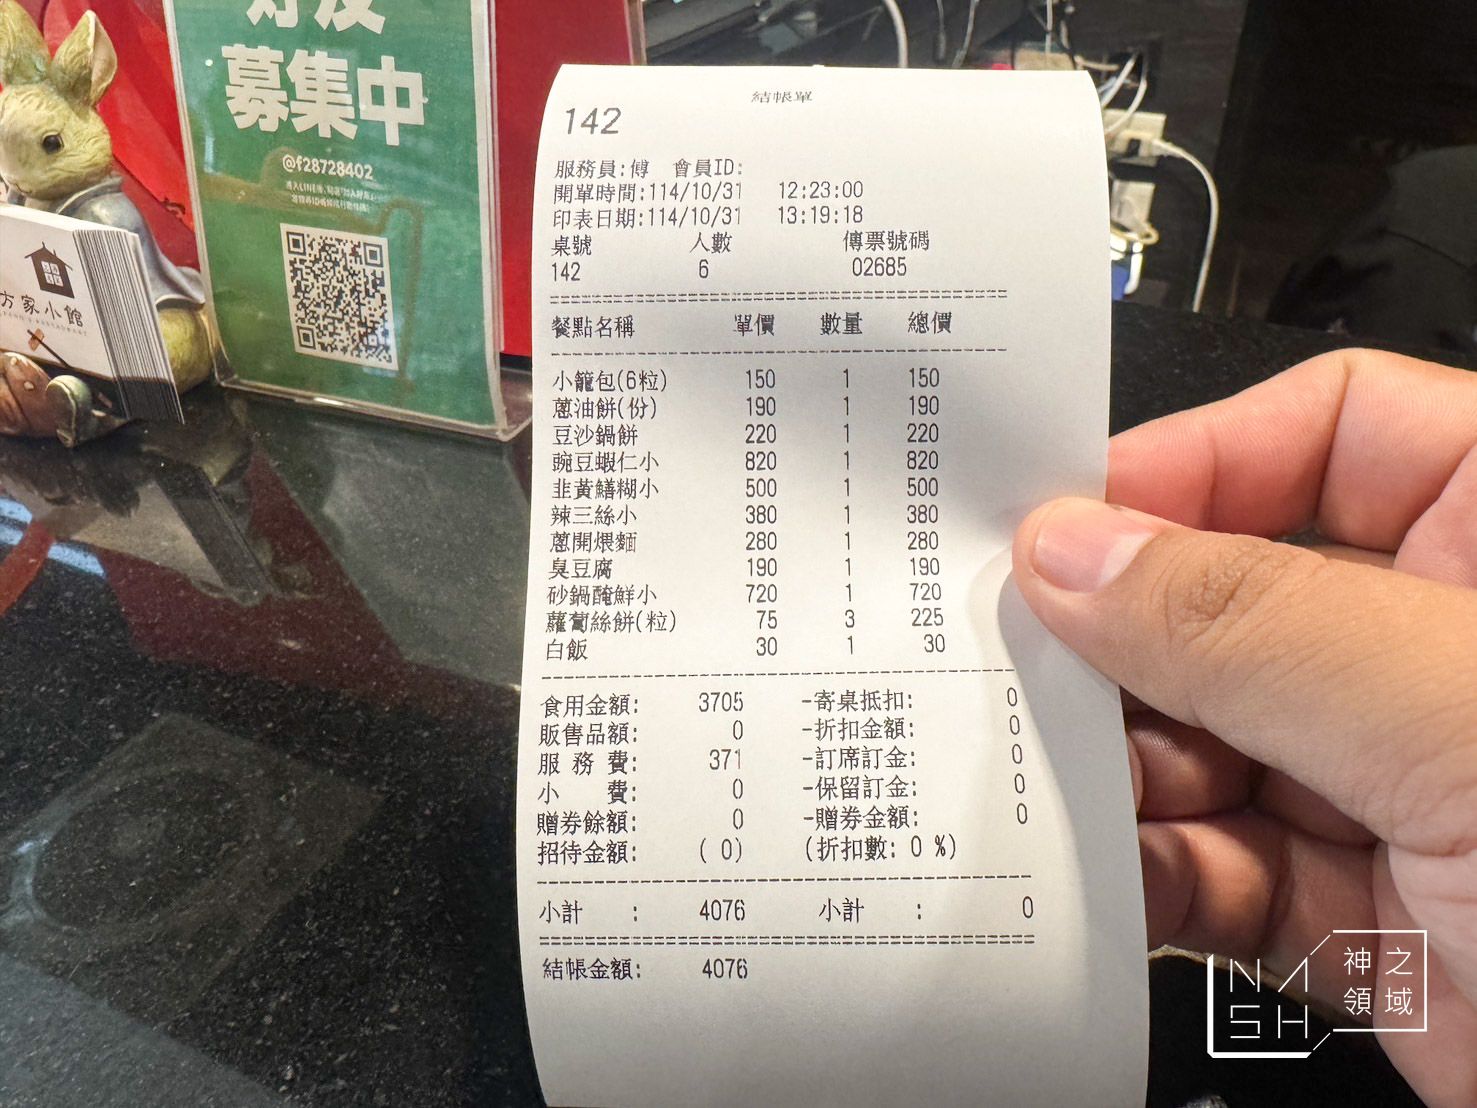 募集中
@f28728402
方家小館
結帳單
142
服務員:傅 會員ID:
開單時間:114/10/31 12:23:00
印表日期:114/10/31 13:19:18
桌號 人數 傳票號碼
142 6 02685
餐點名稱 單價 數量 總價
小籠包(6粒) 150 1 150
蔥油餅(份) 190 1 190
豆沙鍋餅 220 1 220
豌豆蝦仁小 820 1 820
韭黃鱔糊小 500 1 500
辣三絲小 380 1 380
蔥開煨麵 280 1 280
臭豆腐 190 1 190
砂鍋醃鮮小 720 1 720
蘿蔔絲餅(粒) 75 3 225
白飯 30 1 30
食用金額: 3705 -寄桌抵扣: 0
販售品額: 0 -折扣金額: 0
服 務 費: 371 -訂席訂金: 0
小 費: 0 -保留訂金: 0
贈券餘額: 0 -贈券金額: 0
招待金額: ( 0) (折扣數: 0 %)
小計 : 4076 小計 : 0
結帳金額: 4076
NASH
神之
領域